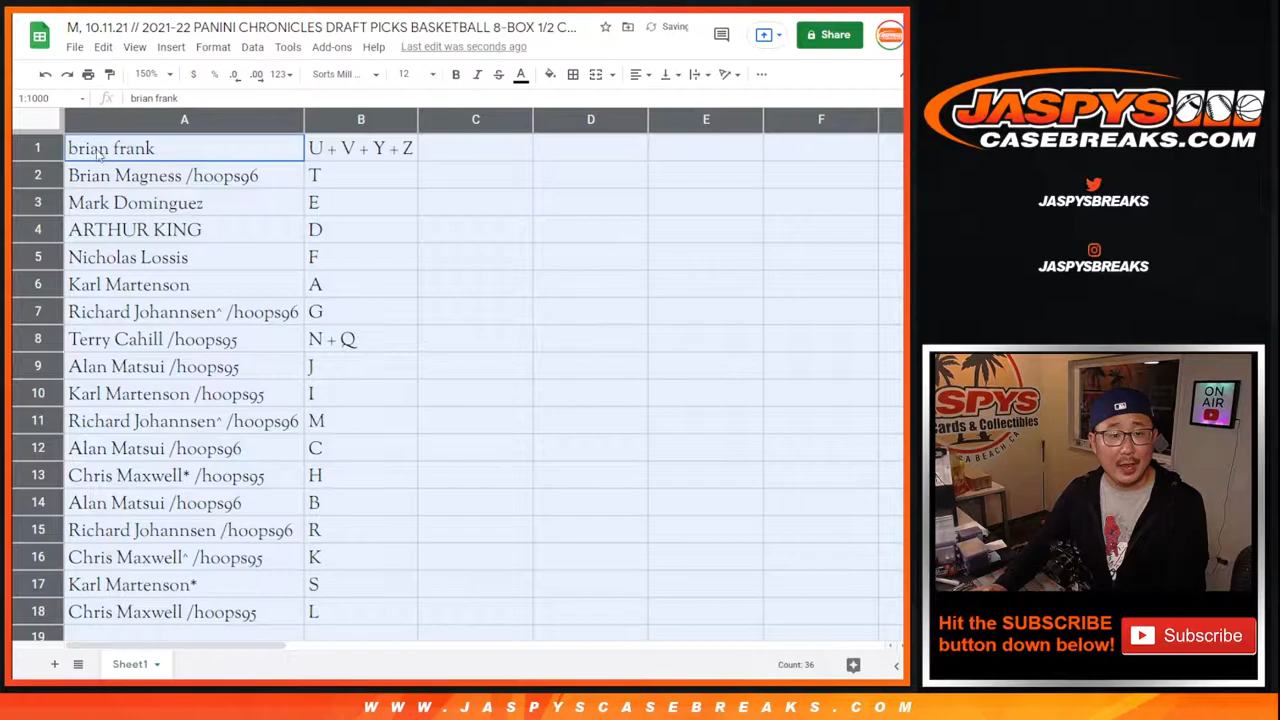 M, 10.11.21 // 2021-22 PANINI CHRONICLES DRAFT PICKS BASKETBALL 8-BOX 1/2 C...
Saving
File Edit View Insert Format Data Tools Add-ons Help Last edit was seconds ago
Share
150% $ % .0 .00 123 Sorts Mill ... 12 B I S A
1:1000 fx brian frank
A B C D E F
1 brian frank U + V + Y + Z
2 Brian Magness /hoops96 T
3 Mark Dominguez E
4 ARTHUR KING D
5 Nicholas Lossis F
6 Karl Martenson A
7 Richard Johannsen^ /hoops96 G
8 Terry Cahill /hoops95 N + Q
9 Alan Matsui /hoops95 J
10 Karl Martenson /hoops95 I
11 Richard Johannsen^ /hoops96 M
12 Alan Matsui /hoops96 C
13 Chris Maxwell* /hoops95 H
14 Alan Matsui /hoops96 B
15 Richard Johannsen /hoops96 R
16 Chris Maxwell^ /hoops95 K
17 Karl Martenson* S
18 Chris Maxwell /hoops95 L
19
Sheet1
Count: 36
JASPYS
CASEBREAKS.COM
JASPYSBREAKS
JASPYSBREAKS
JASPYS
ON
AIR
Hit the SUBSCRIBE
button down below!
Subscribe
WWW.JASPYSCASEBREAKS.COM